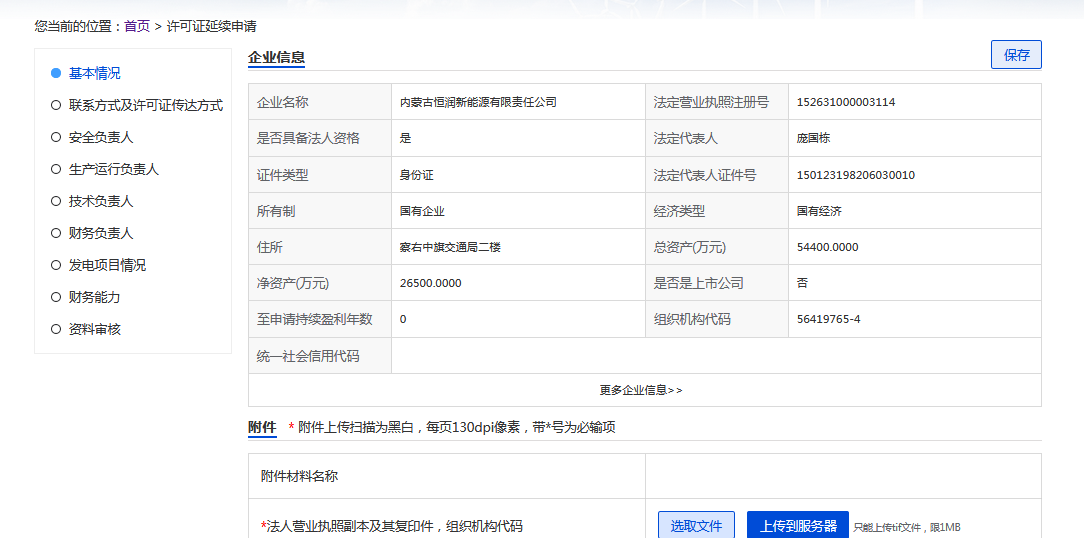 您当前的位置：首页 > 许可证延续申请
基本情况
联系方式及许可证传达方式
安全负责人
生产运行负责人
技术负责人
财务负责人
发电项目情况
财务能力
资料审核
企业信息
保存
企业名称 内蒙古恒润新能源有限责任公司 法定营业执照注册号 152631000003114
是否具备法人资格 是 法定代表人 庞国栋
证件类型 身份证 法定代表人证件号 150123198206030010
所有制 国有企业 经济类型 国有经济
住所 察右中旗交通局二楼 总资产(万元) 54400.0000
净资产(万元) 26500.0000 是否是上市公司 否
至申请持续盈利年数 0 组织机构代码 56419765-4
统一社会信用代码
更多企业信息>>
附件 * 附件上传扫描为黑白，每页130dpi像素，带*号为必输项
附件材料名称
*法人营业执照副本及其复印件，组织机构代码 选取文件 上传到服务器 只能上传tif文件，限1MB